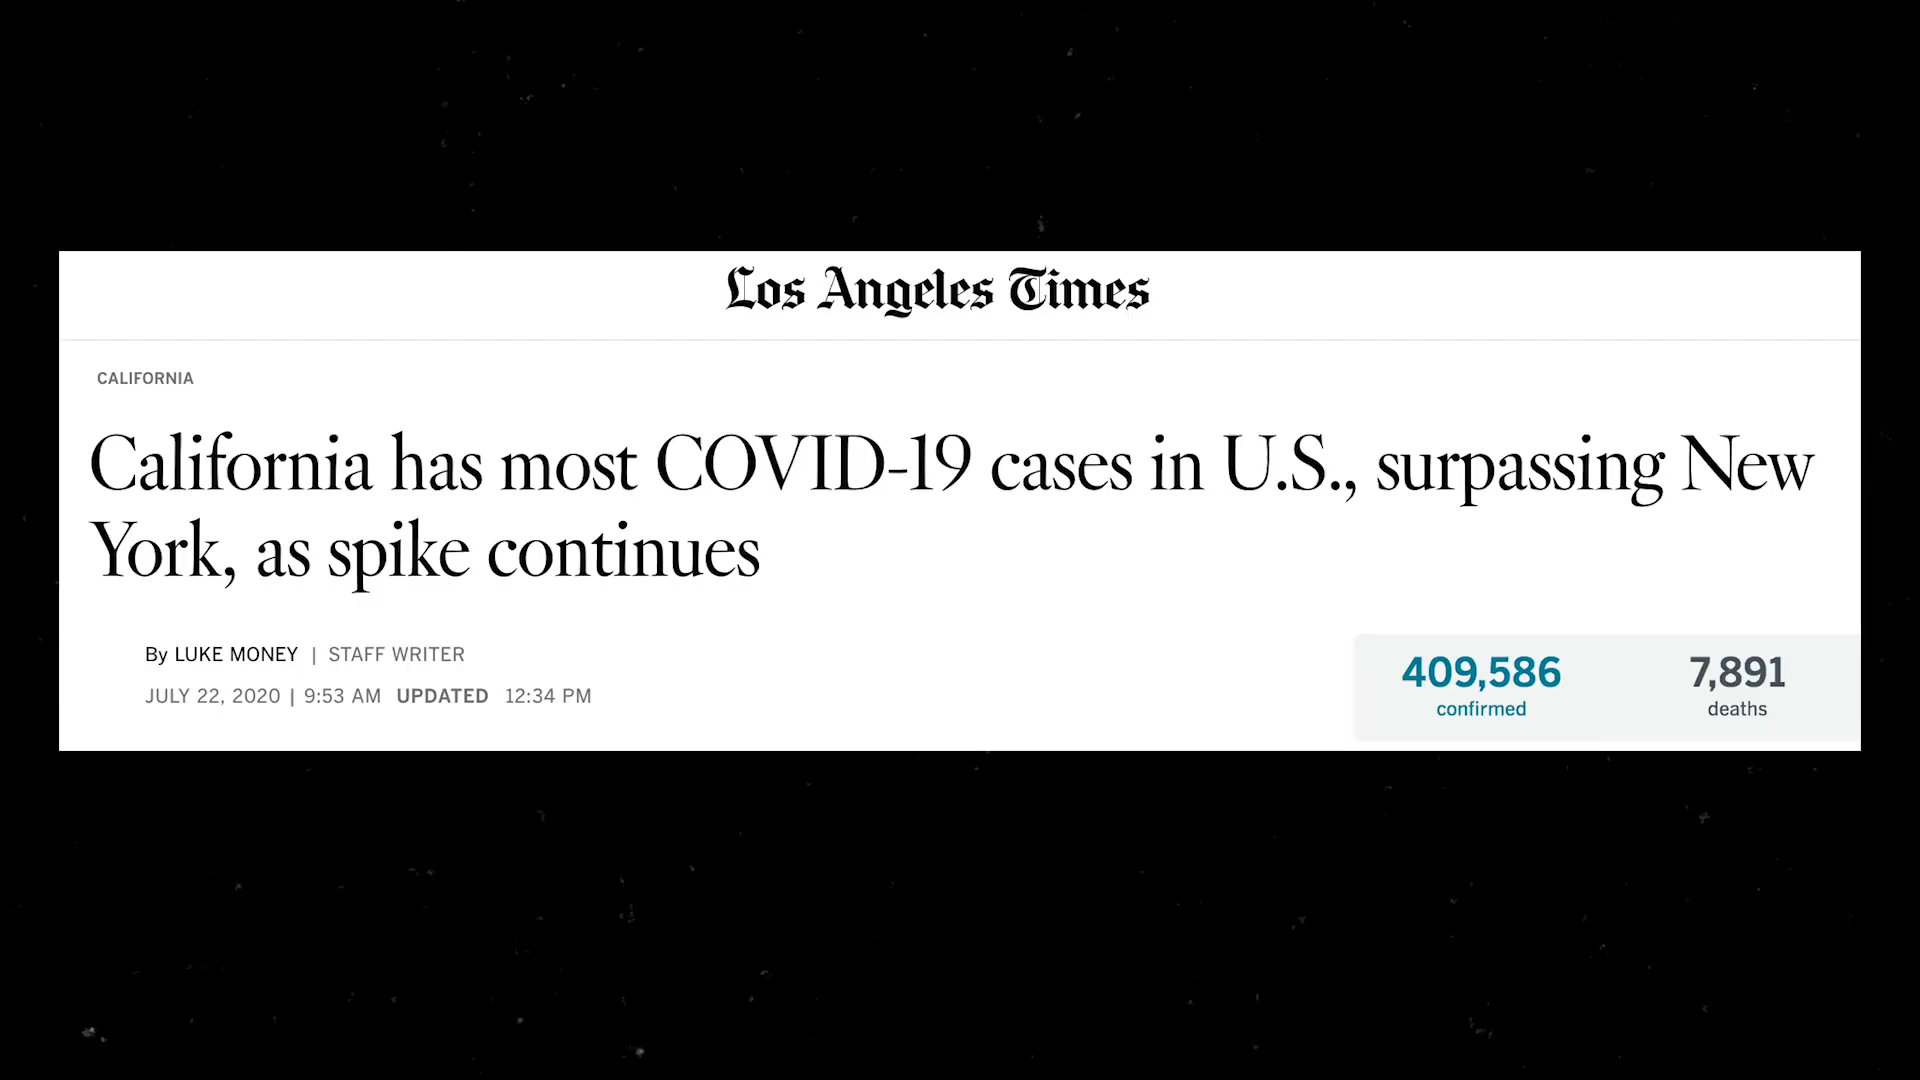 Los Angeles Times
CALIFORNIA
California has most COVID-19 cases in U.S., surpassing New
York, as spike continues
By LUKE MONEY | STAFF WRITER
JULY 22, 2020 | 9:53 AM UPDATED 12:34 PM
409,586 7,891
confirmed deaths